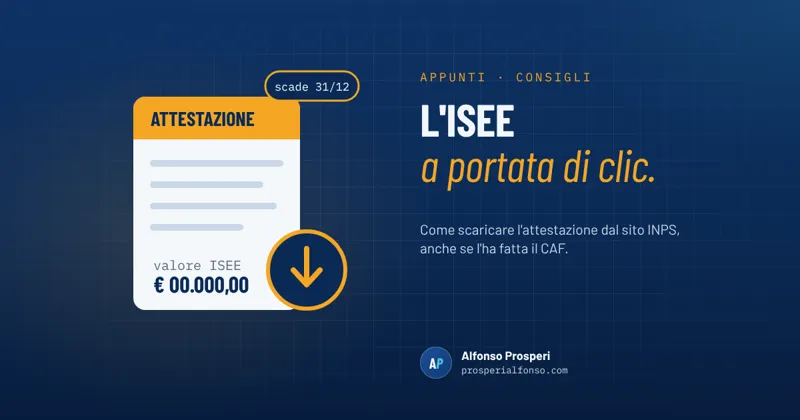 scade 31/12
ATTESTAZIONE
valore ISEE
€ 00.000,00
APPUNTI · CONSIGLI
L'ISEE
a portata di clic.
Come scaricare l'attestazione dal sito INPS,
anche se l'ha fatta il CAF.
AP
Alfonso Prosperi
prosperialfonso.com